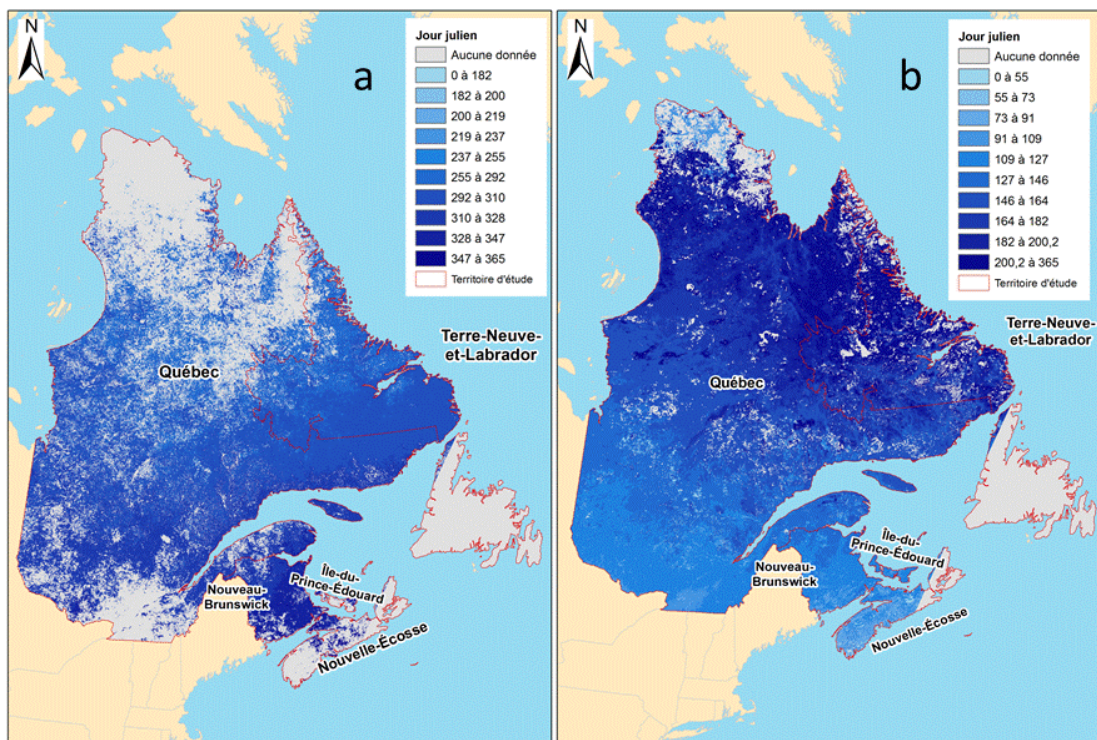 N
a
Jour julien
Aucune donnée
0 à 182
182 à 200
200 à 219
219 à 237
237 à 255
255 à 292
292 à 310
310 à 328
328 à 347
347 à 365
Territoire d'étude
Terre-Neuve-
et-Labrador
Québec
Île-du-
Prince-Édouard
Nouveau-
Brunswick
Nouvelle-Écosse
N
b
Jour julien
Aucune donnée
0 à 55
55 à 73
73 à 91
91 à 109
109 à 127
127 à 146
146 à 164
164 à 182
182 à 200,2
200,2 à 365
Territoire d'étude
Terre-Neuve-
et-Labrador
Québec
Île-du-
Prince-Édouard
Nouveau-
Brunswick
Nouvelle-Écosse